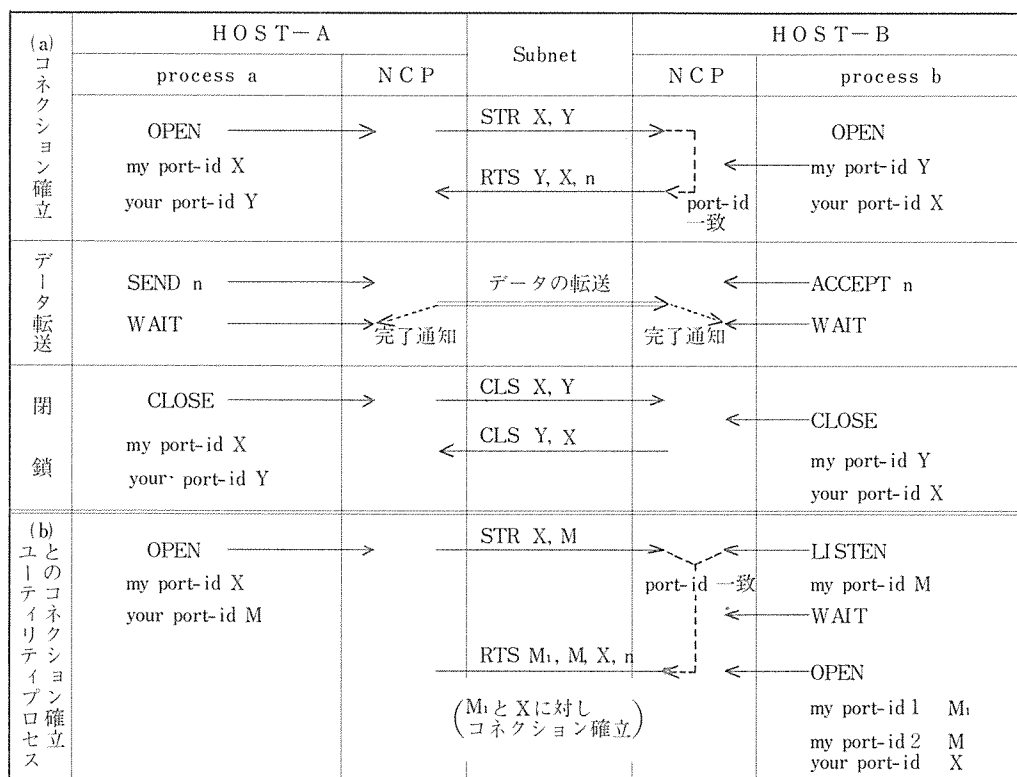 (a) コネクション確立
HOST－A
Subnet
HOST－B
process a
NCP
NCP
process b
OPEN
my port-id X
your port-id Y
STR X, Y
RTS Y, X, n
port-id
一致
OPEN
my port-id Y
your port-id X
データ転送
SEND n
WAIT
データの転送
完了通知
完了通知
ACCEPT n
WAIT
閉鎖
CLOSE
my port-id X
your port-id Y
CLS X, Y
CLS Y, X
CLOSE
my port-id Y
your port-id X
(b) ユーティリティプロセス
とのコネクション確立
OPEN
my port-id X
your port-id M
STR X, M
port-id 一致
LISTEN
my port-id M
WAIT
RTS M₁, M, X, n
(M₁とXに対し
コネクション確立)
OPEN
my port-id 1 M₁
my port-id 2 M
your port-id X